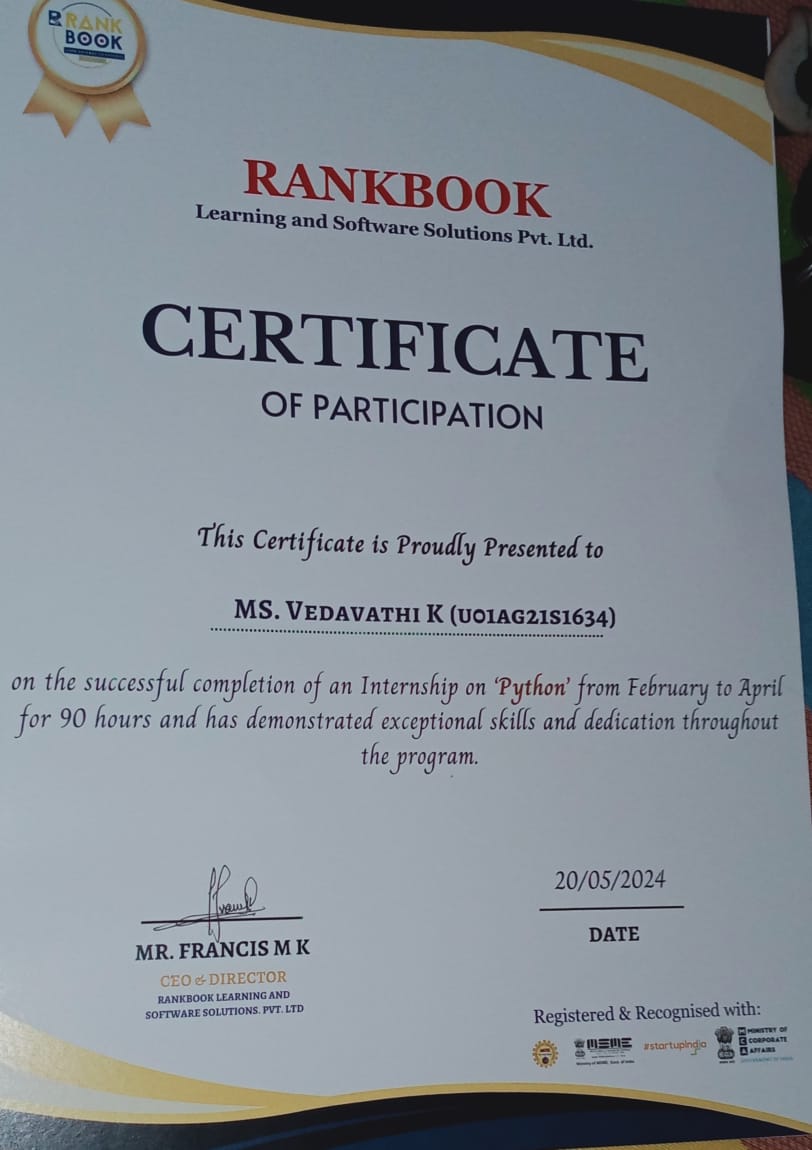 RANK
BOOK
RANKBOOK
Learning and Software Solutions Pvt. Ltd.
CERTIFICATE
OF PARTICIPATION
This Certificate is Proudly Presented to
MS. VEDAVATHI K (U01AG21S1634)
on the successful completion of an Internship on 'Python' from February to April
for 90 hours and has demonstrated exceptional skills and dedication throughout
the program.
20/05/2024
MR. FRANCIS M K
DATE
CEO & DIRECTOR
RANKBOOK LEARNING AND
SOFTWARE SOLUTIONS. PVT. LTD
Registered & Recognised with:
MSME
#startupindia
MINISTRY OF
CORPORATE
AFFAIRS
GOVERNMENT OF INDIA